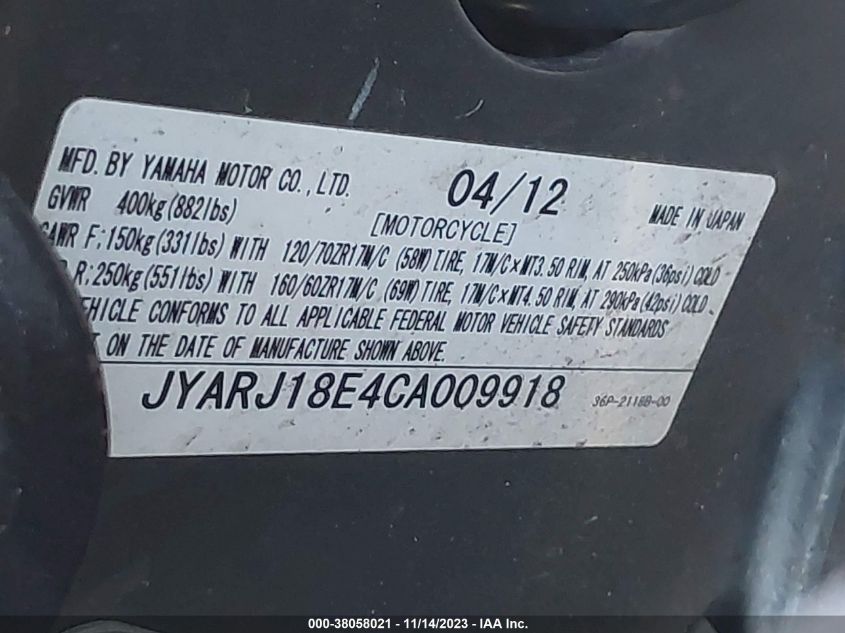 MFD. BY YAMAHA MOTOR CO., LTD. 04/12 MADE IN JAPAN
GVWR 400kg(882lbs) [MOTORCYCLE]
GAWR F;150kg(331lbs) WITH 120/70ZR17M/C (58W) TIRE, 17M/C×MT3.50 RIM, AT 250kPa(36psi) COLD
R;250kg(551lbs) WITH 160/60ZR17M/C (69W) TIRE, 17M/C×MT4.50 RIM, AT 290kPa(42psi) COLD
VEHICLE CONFORMS TO ALL APPLICABLE FEDERAL MOTOR VEHICLE SAFETY STANDARDS
ON THE DATE OF MANUFACTURE SHOWN ABOVE.
JYARJ18E4CA009918 36P-2118B-00
000-38058021 - 11/14/2023 - IAA Inc.